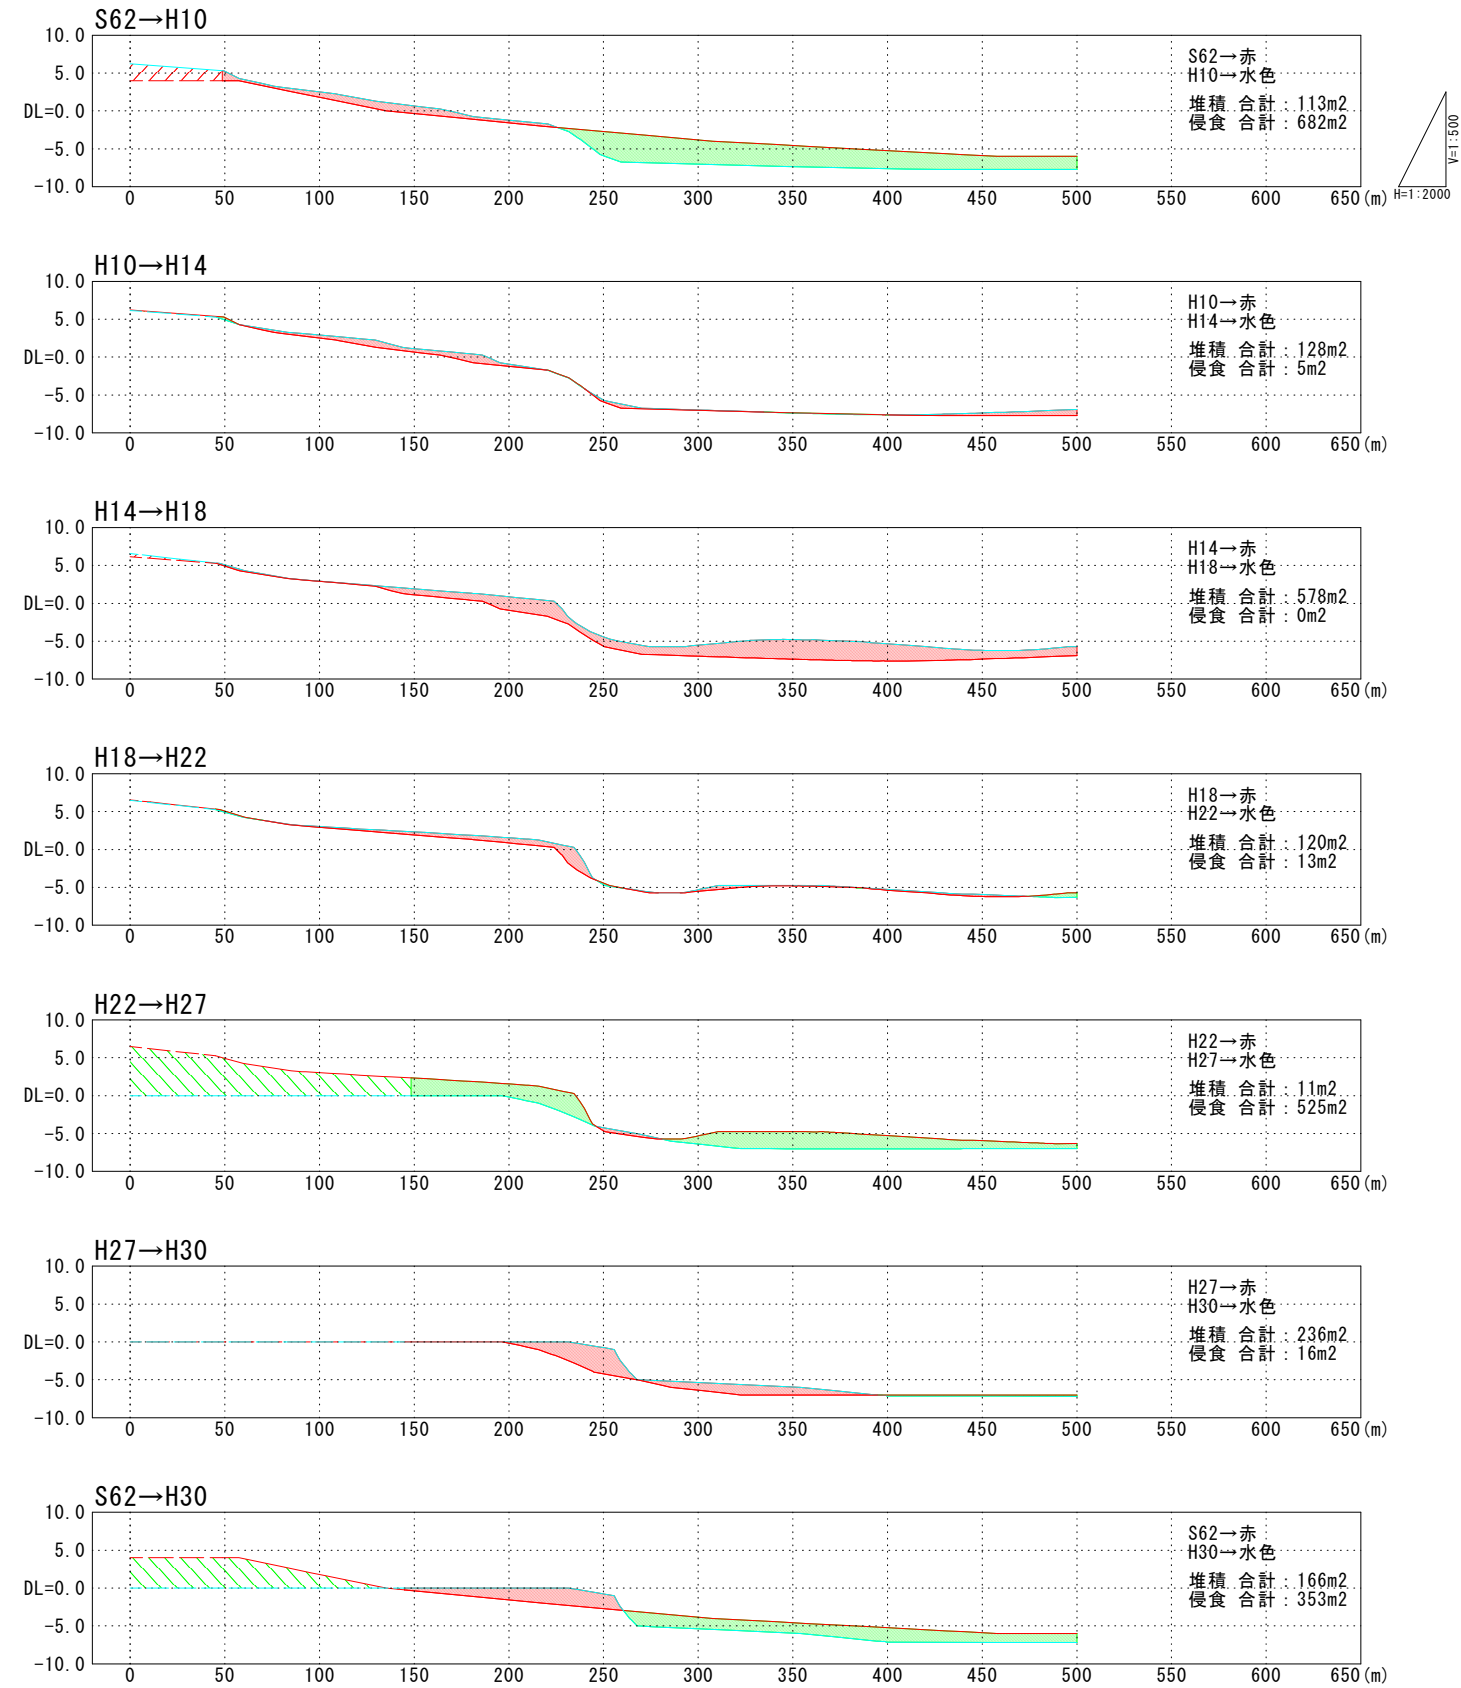 S62→H10
10.0
5.0
DL=0.0
-5.0
-10.0
0 50 100 150 200 250 300 350 400 450 500 550 600 650(m)
S62→赤
H10→水色
堆積 合計：113m2
侵食 合計：682m2
V=1:500
H=1:2000
H10→H14
10.0
5.0
DL=0.0
-5.0
-10.0
0 50 100 150 200 250 300 350 400 450 500 550 600 650(m)
H10→赤
H14→水色
堆積 合計：128m2
侵食 合計：5m2
H14→H18
10.0
5.0
DL=0.0
-5.0
-10.0
0 50 100 150 200 250 300 350 400 450 500 550 600 650(m)
H14→赤
H18→水色
堆積 合計：578m2
侵食 合計：0m2
H18→H22
10.0
5.0
DL=0.0
-5.0
-10.0
0 50 100 150 200 250 300 350 400 450 500 550 600 650(m)
H18→赤
H22→水色
堆積 合計：120m2
侵食 合計：13m2
H22→H27
10.0
5.0
DL=0.0
-5.0
-10.0
0 50 100 150 200 250 300 350 400 450 500 550 600 650(m)
H22→赤
H27→水色
堆積 合計：11m2
侵食 合計：525m2
H27→H30
10.0
5.0
DL=0.0
-5.0
-10.0
0 50 100 150 200 250 300 350 400 450 500 550 600 650(m)
H27→赤
H30→水色
堆積 合計：236m2
侵食 合計：16m2
S62→H30
10.0
5.0
DL=0.0
-5.0
-10.0
0 50 100 150 200 250 300 350 400 450 500 550 600 650(m)
S62→赤
H30→水色
堆積 合計：166m2
侵食 合計：353m2